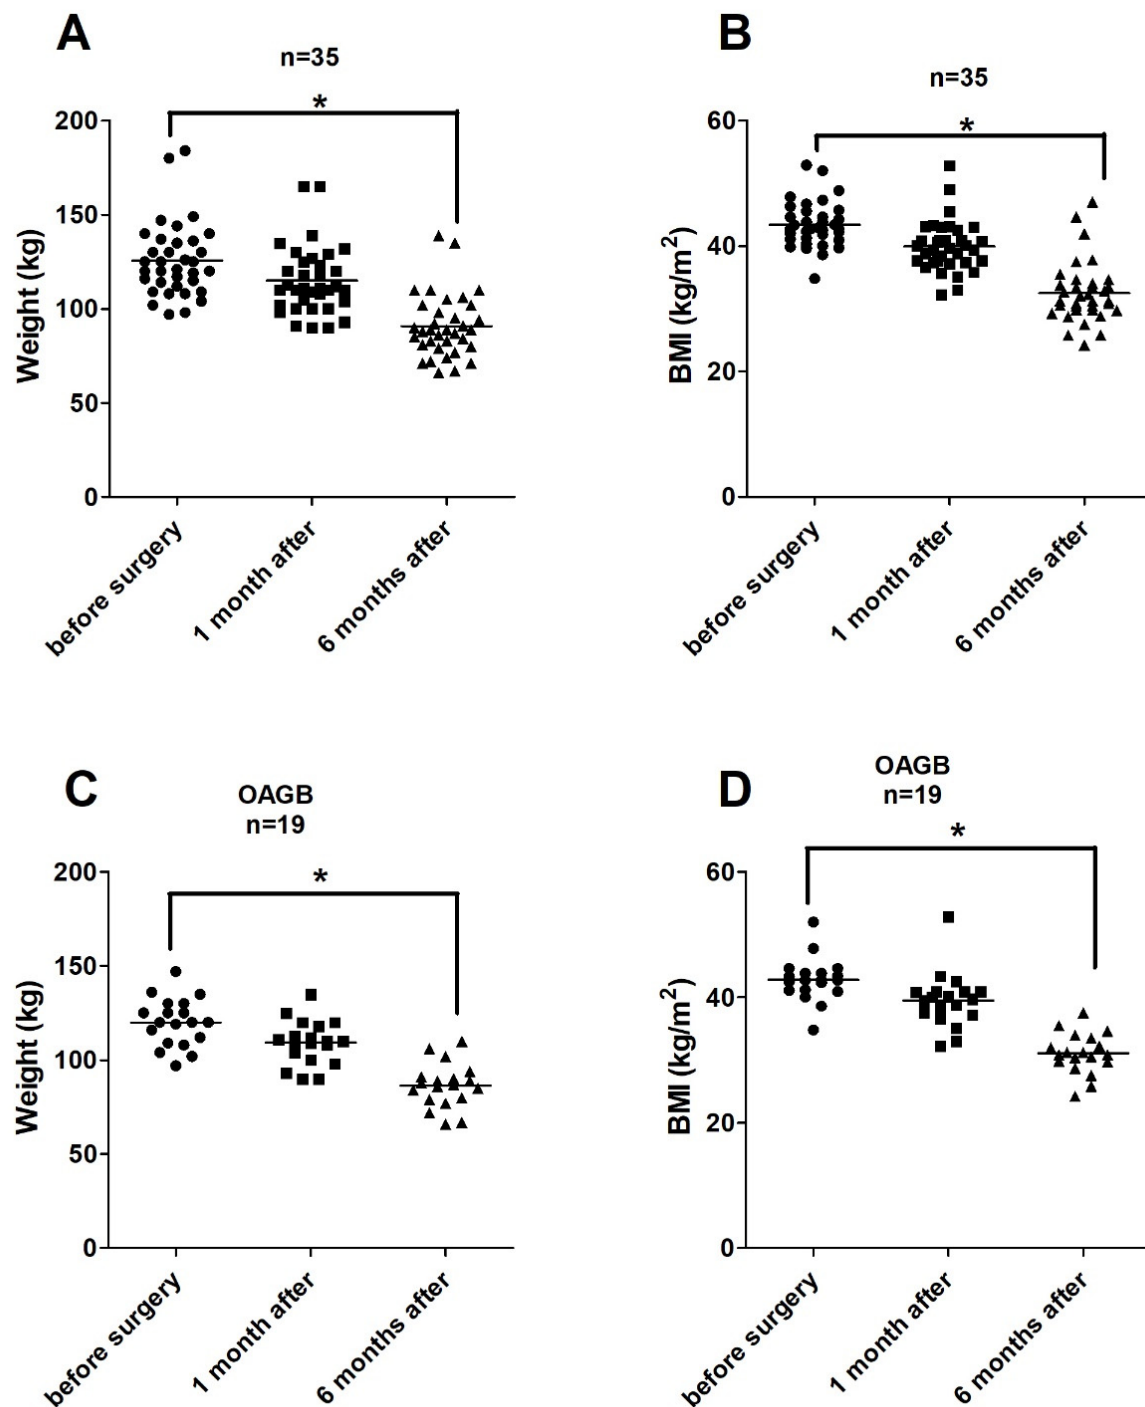 A
n=35
*
Weight (kg)
200
150
100
50
0
before surgery
1 month after
6 months after
B
n=35
*
BMI (kg/m²)
60
40
20
0
before surgery
1 month after
6 months after
C
OAGB
n=19
*
Weight (kg)
200
150
100
50
0
before surgery
1 month after
6 months after
D
OAGB
n=19
*
BMI (kg/m²)
60
40
20
0
before surgery
1 month after
6 months after